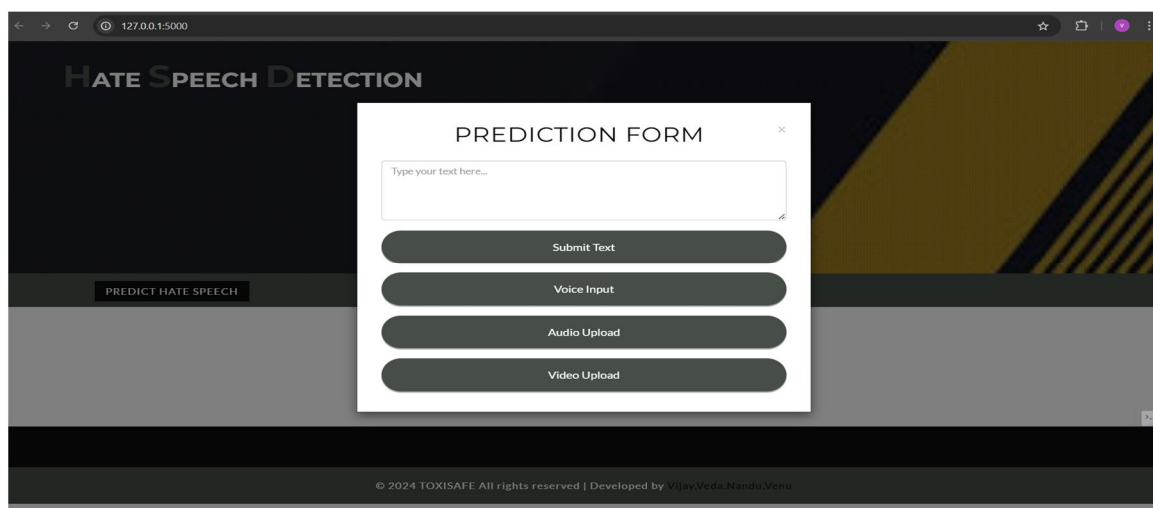 127.0.0.1:5000
V
HATE SPEECH DETECTION
PREDICTION FORM
×
Type your text here...
Submit Text
PREDICT HATE SPEECH
Voice Input
Audio Upload
Video Upload
© 2024 TOXISAFE All rights reserved | Developed by Vijay,Veda,Nandu,Venu